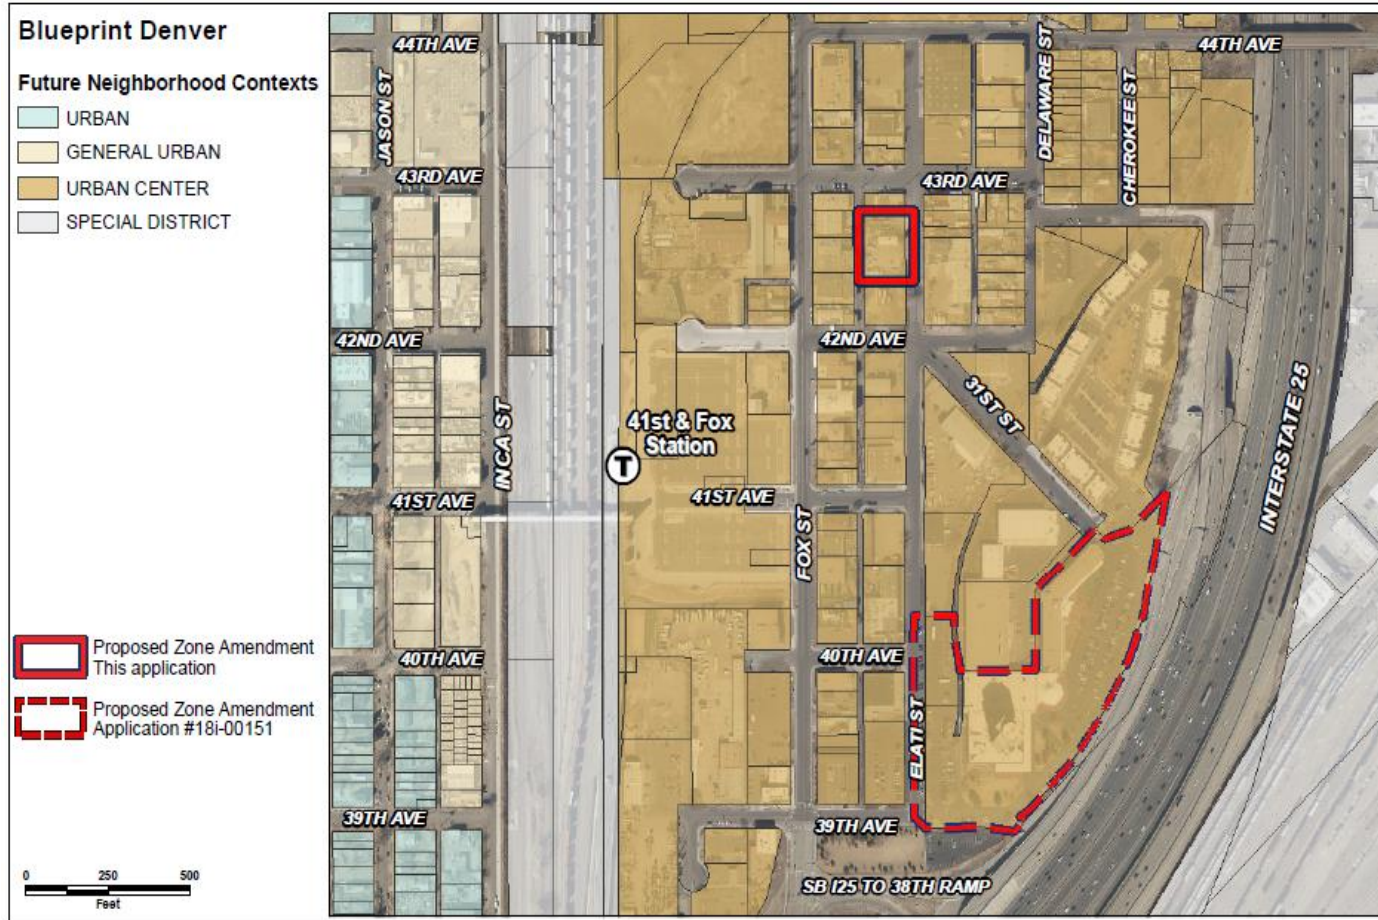 Blueprint Denver
Future Neighborhood Contexts
URBAN
GENERAL URBAN
URBAN CENTER
SPECIAL DISTRICT
Proposed Zone Amendment
This application
Proposed Zone Amendment
Application #18i-00151
0 250 500
Feet
44TH AVE
44TH AVE
JASON ST
DELAWARE ST
CHEROKEE ST
43RD AVE
43RD AVE
42ND AVE
42ND AVE
31ST ST
INTERSTATE 25
INCA ST
41st & Fox
Station
T
41ST AVE
41ST AVE
FOX ST
40TH AVE
40TH AVE
ELATI ST
39TH AVE
39TH AVE
SB I25 TO 38TH RAMP